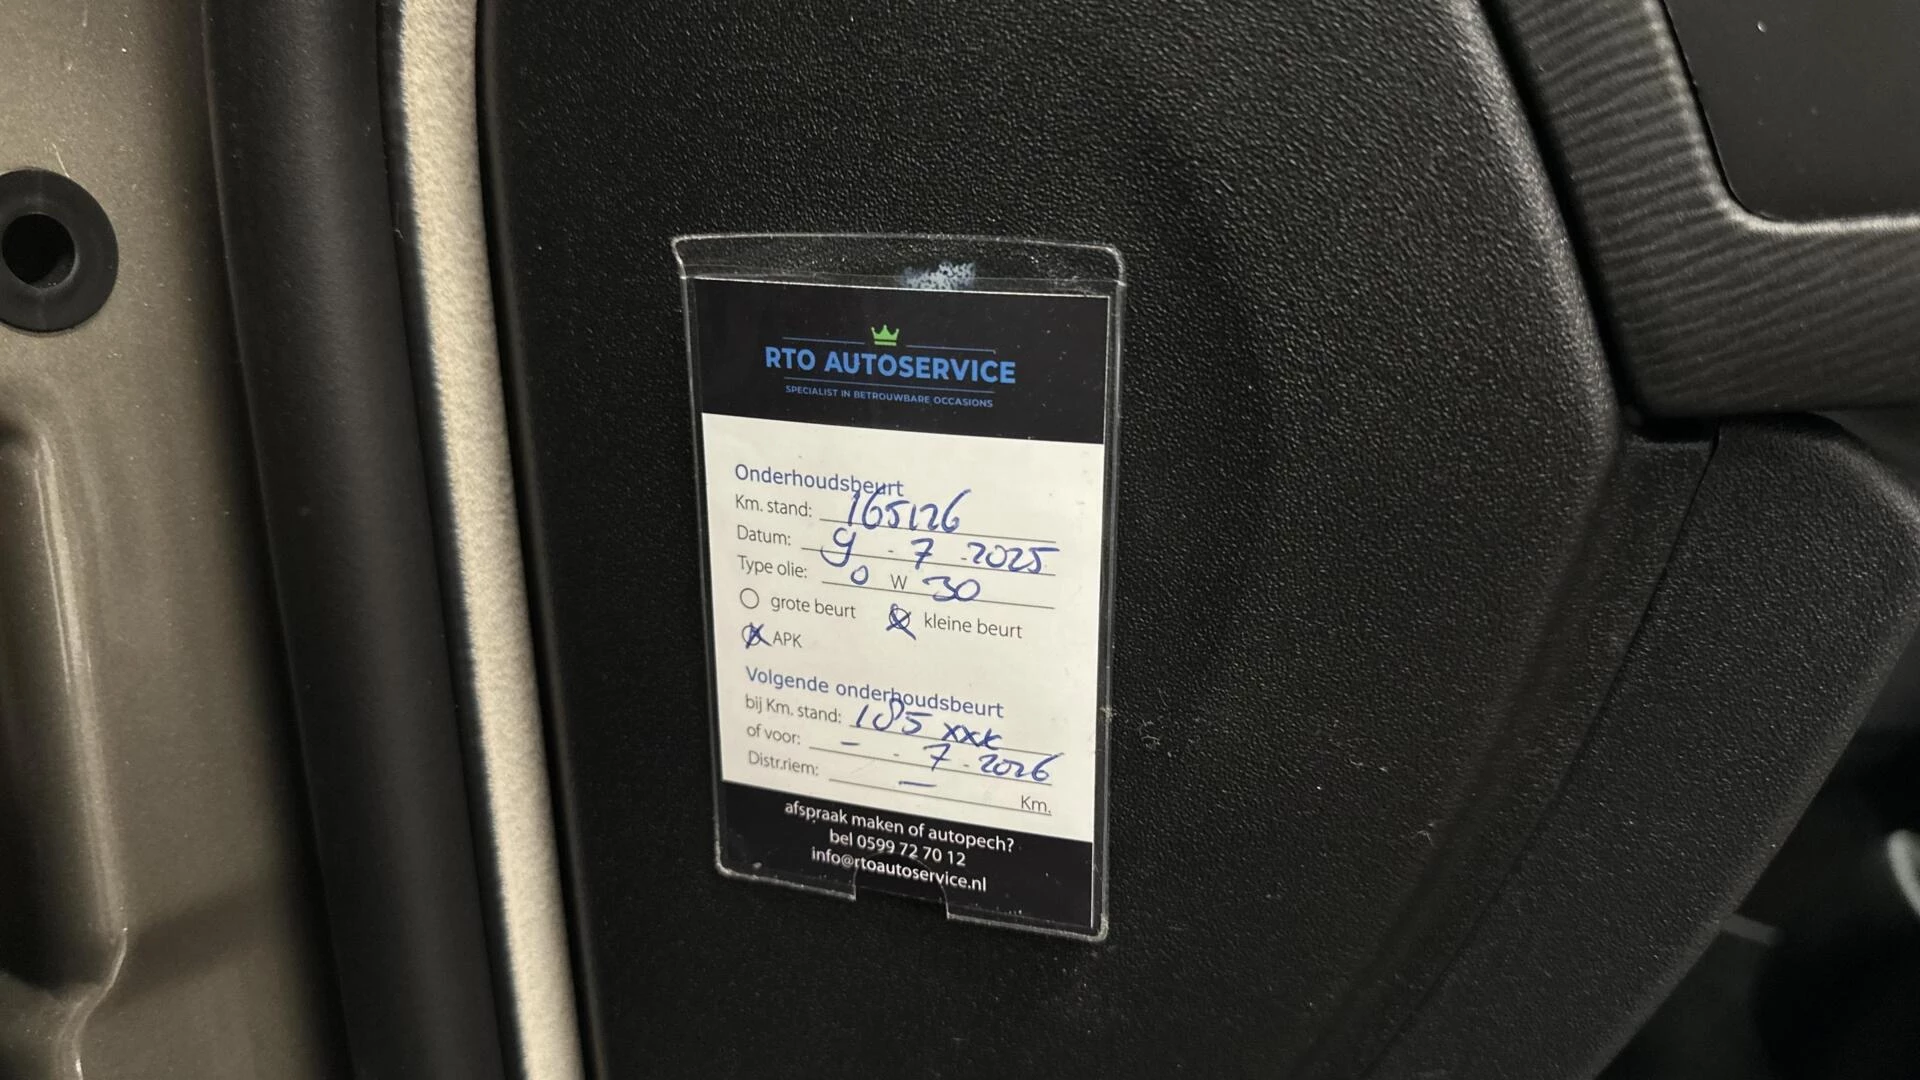 RTO AUTOSERVICE
SPECIALIST IN BETROUWBARE OCCASIONS
Onderhoudsbeurt
Km. stand: 165126
Datum: 9 - 7 - 2025
Type olie: 0 W 30
grote beurt kleine beurt
APK
Volgende onderhoudsbeurt
bij Km. stand: 185 xxx
of voor: - - 7 - 2026
Distr.riem: - Km.
afspraak maken of autopech?
bel 0599 72 70 12
info@rtoautoservice.nl